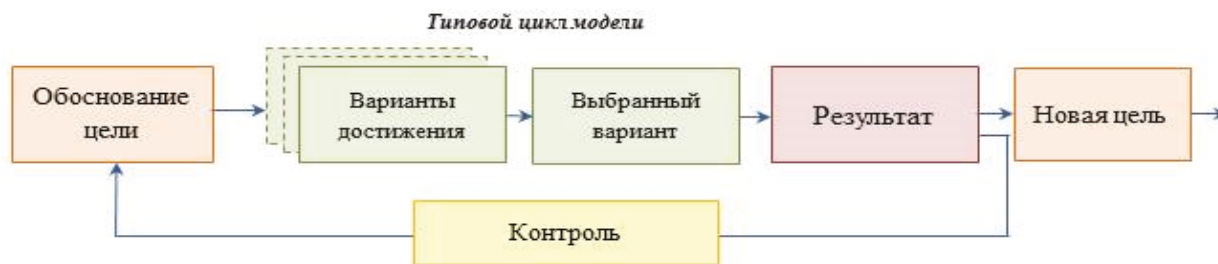 Типовой цикл модели
Обоснование
цели
Варианты
достижения
Выбранный
вариант
Результат
Новая цель
Контроль